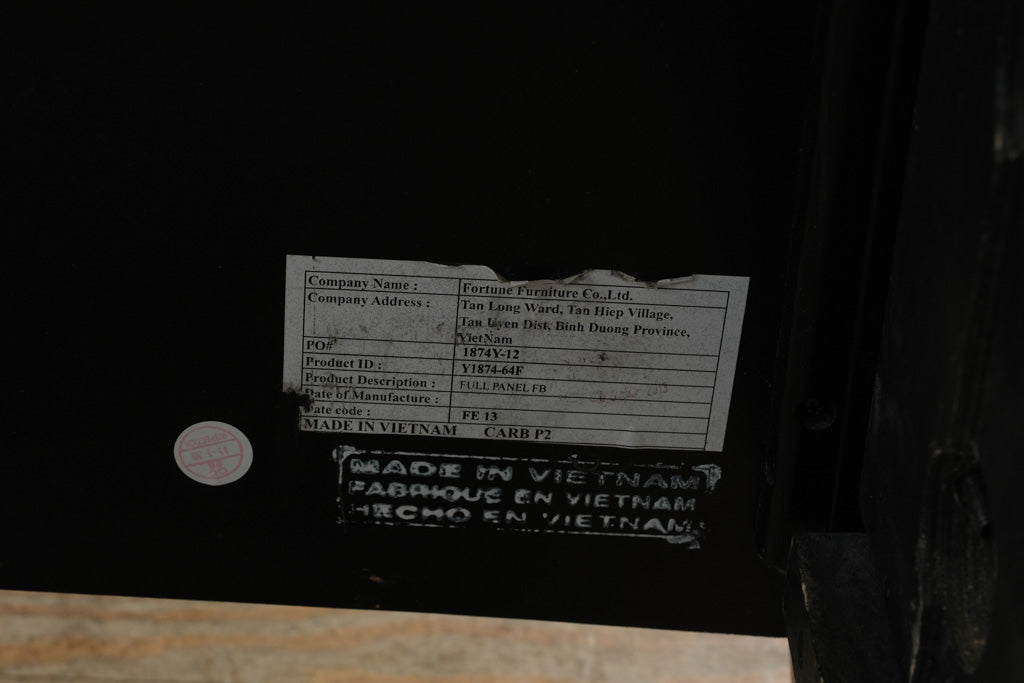 Company Name : Fortune Furniture Co.,Ltd.
Company Address : Tan Long Ward, Tan Hiep Village,
Tan Uyen Dist, Binh Duong Province,
VietNam
PO# 1874Y-12
Product ID : Y1874-64F
Product Description : FULL PANEL FB
Date of Manufacture :
Date code : FE 13
MADE IN VIETNAM CARB P2
MADE IN VIETNAM
FABRIQUE EN VIETNAM
HECHO EN VIETNAM